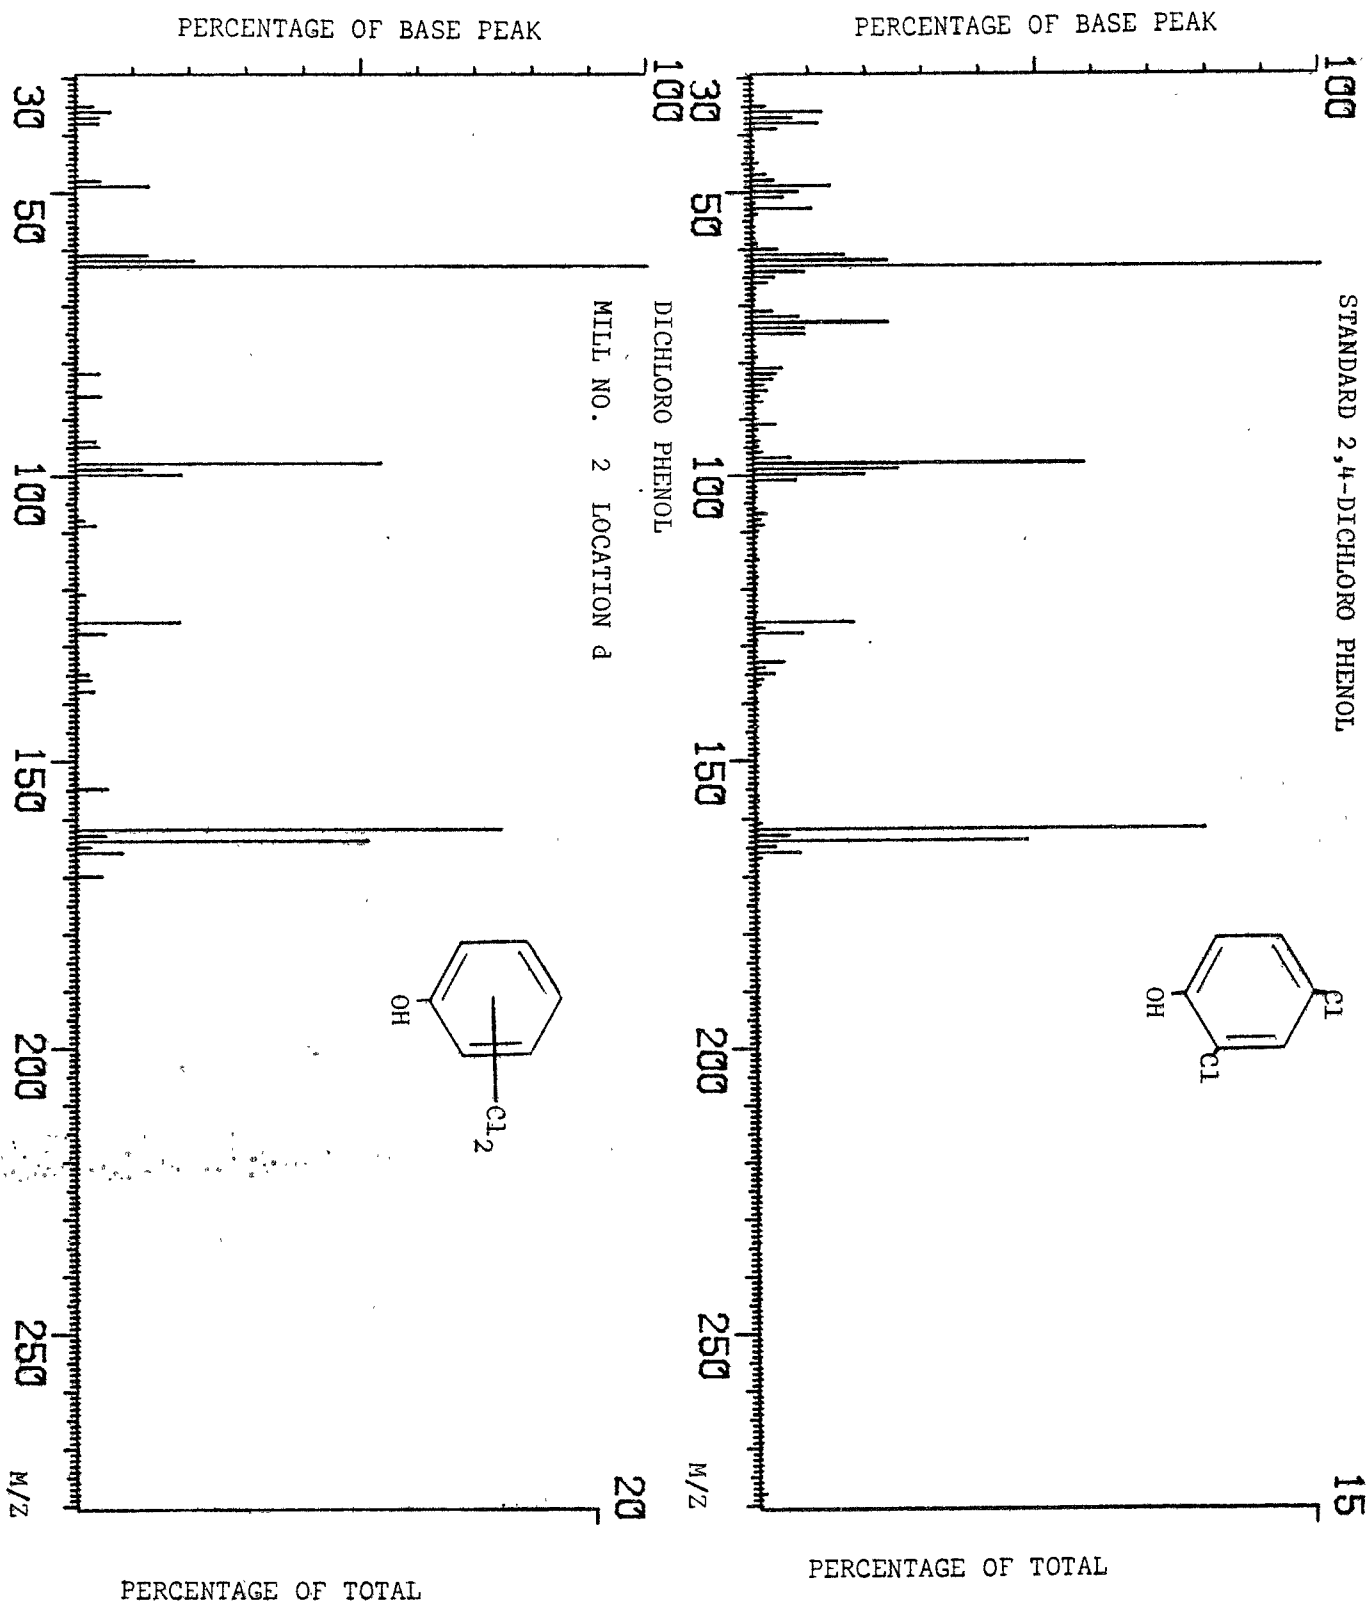 PERCENTAGE OF BASE PEAK
100
30
50
100
150
200
250
M/Z
STANDARD 2,4-DICHLORO PHENOL
Cl
Cl
OH
15
PERCENTAGE OF TOTAL
PERCENTAGE OF BASE PEAK
100
30
50
100
150
200
250
M/Z
DICHLORO PHENOL
MILL NO. 2 LOCATION d
Cl2
OH
20
PERCENTAGE OF TOTAL